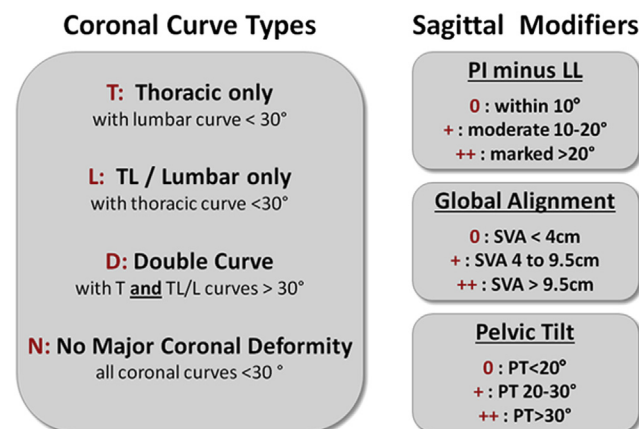 Coronal Curve Types
T: Thoracic only
with lumbar curve < 30°
L: TL / Lumbar only
with thoracic curve <30°
D: Double Curve
with T and TL/L curves > 30°
N: No Major Coronal Deformity
all coronal curves <30 °
Sagittal Modifiers
PI minus LL
0 : within 10°
+ : moderate 10-20°
++ : marked >20°
Global Alignment
0 : SVA < 4cm
+ : SVA 4 to 9.5cm
++ : SVA > 9.5cm
Pelvic Tilt
0 : PT<20°
+ : PT 20-30°
++ : PT>30°